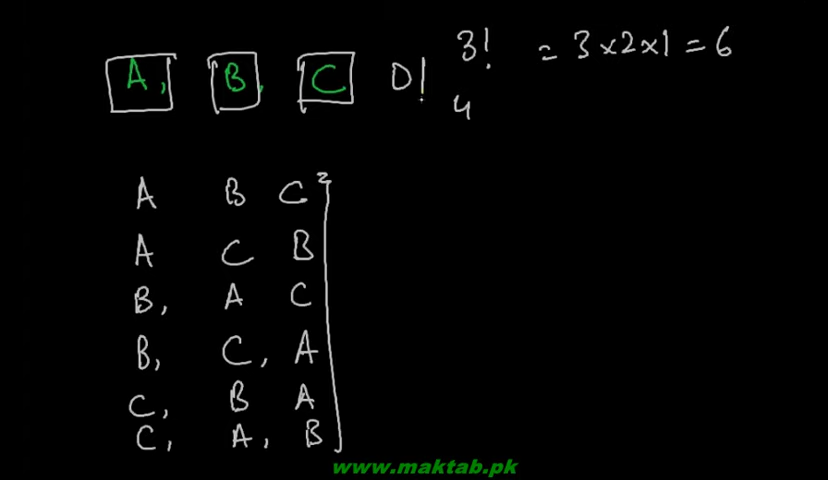 3! = 3 × 2 × 1 = 6
A, B, C D!
4
A B C
A C B
B, A C
B, C, A
C, B A
C, A, B
www.maktab.pk